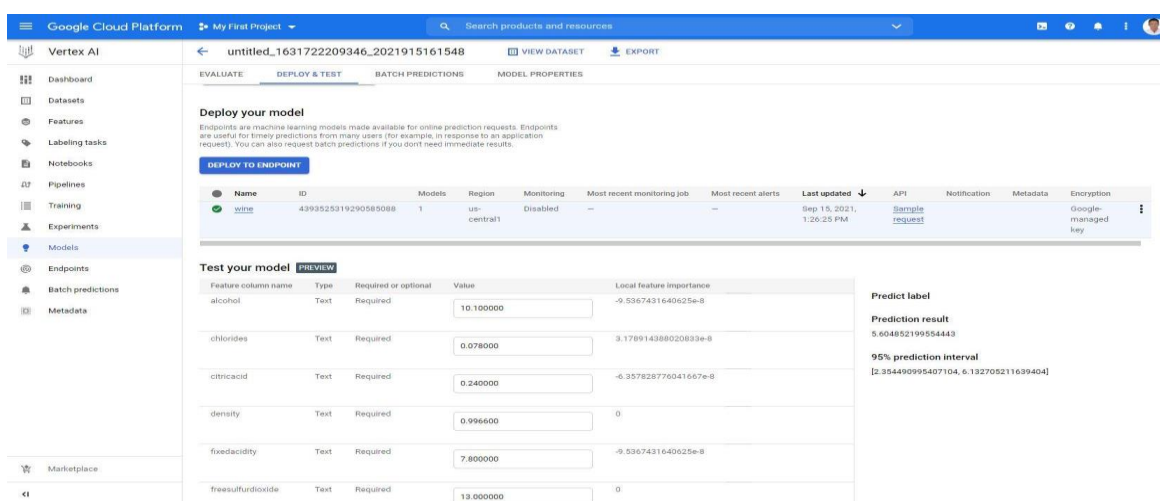 Google Cloud Platform My First Project Search products and resources
Vertex AI
Dashboard
Datasets
Features
Labeling tasks
Notebooks
Pipelines
Training
Experiments
Models
Endpoints
Batch predictions
Metadata
Marketplace
untitled_1631722209346_2021915161548 VIEW DATASET EXPORT
EVALUATE DEPLOY & TEST BATCH PREDICTIONS MODEL PROPERTIES
Deploy your model
Endpoints are machine learning models made available for online prediction requests. Endpoints
are useful for timely predictions from many users (for example, in response to an application
request). You can also request batch predictions if you don't need immediate results.
DEPLOY TO ENDPOINT
Name ID Models Region Monitoring Most recent monitoring job Most recent alerts Last updated API Notification Metadata Encryption
wine 4393525319290585088 1 us- Disabled — — Sep 15, 2021, Sample Google-
central1 1:26:25 PM request managed
key
Test your model PREVIEW
Feature column name Type Required or optional Value Local feature importance
alcohol Text Required 10.100000 -9.5367431640625e-8
chlorides Text Required 0.078000 3.178914388020833e-8
citricacid Text Required 0.240000 -6.357828776041667e-8
density Text Required 0.996600 0
fixedacidity Text Required 7.800000 -9.5367431640625e-8
freesulfurdioxide Text Required 13.000000 0
Predict label
Prediction result
5.604852199554443
95% prediction interval
[2.354490995407104, 6.132705211639404]